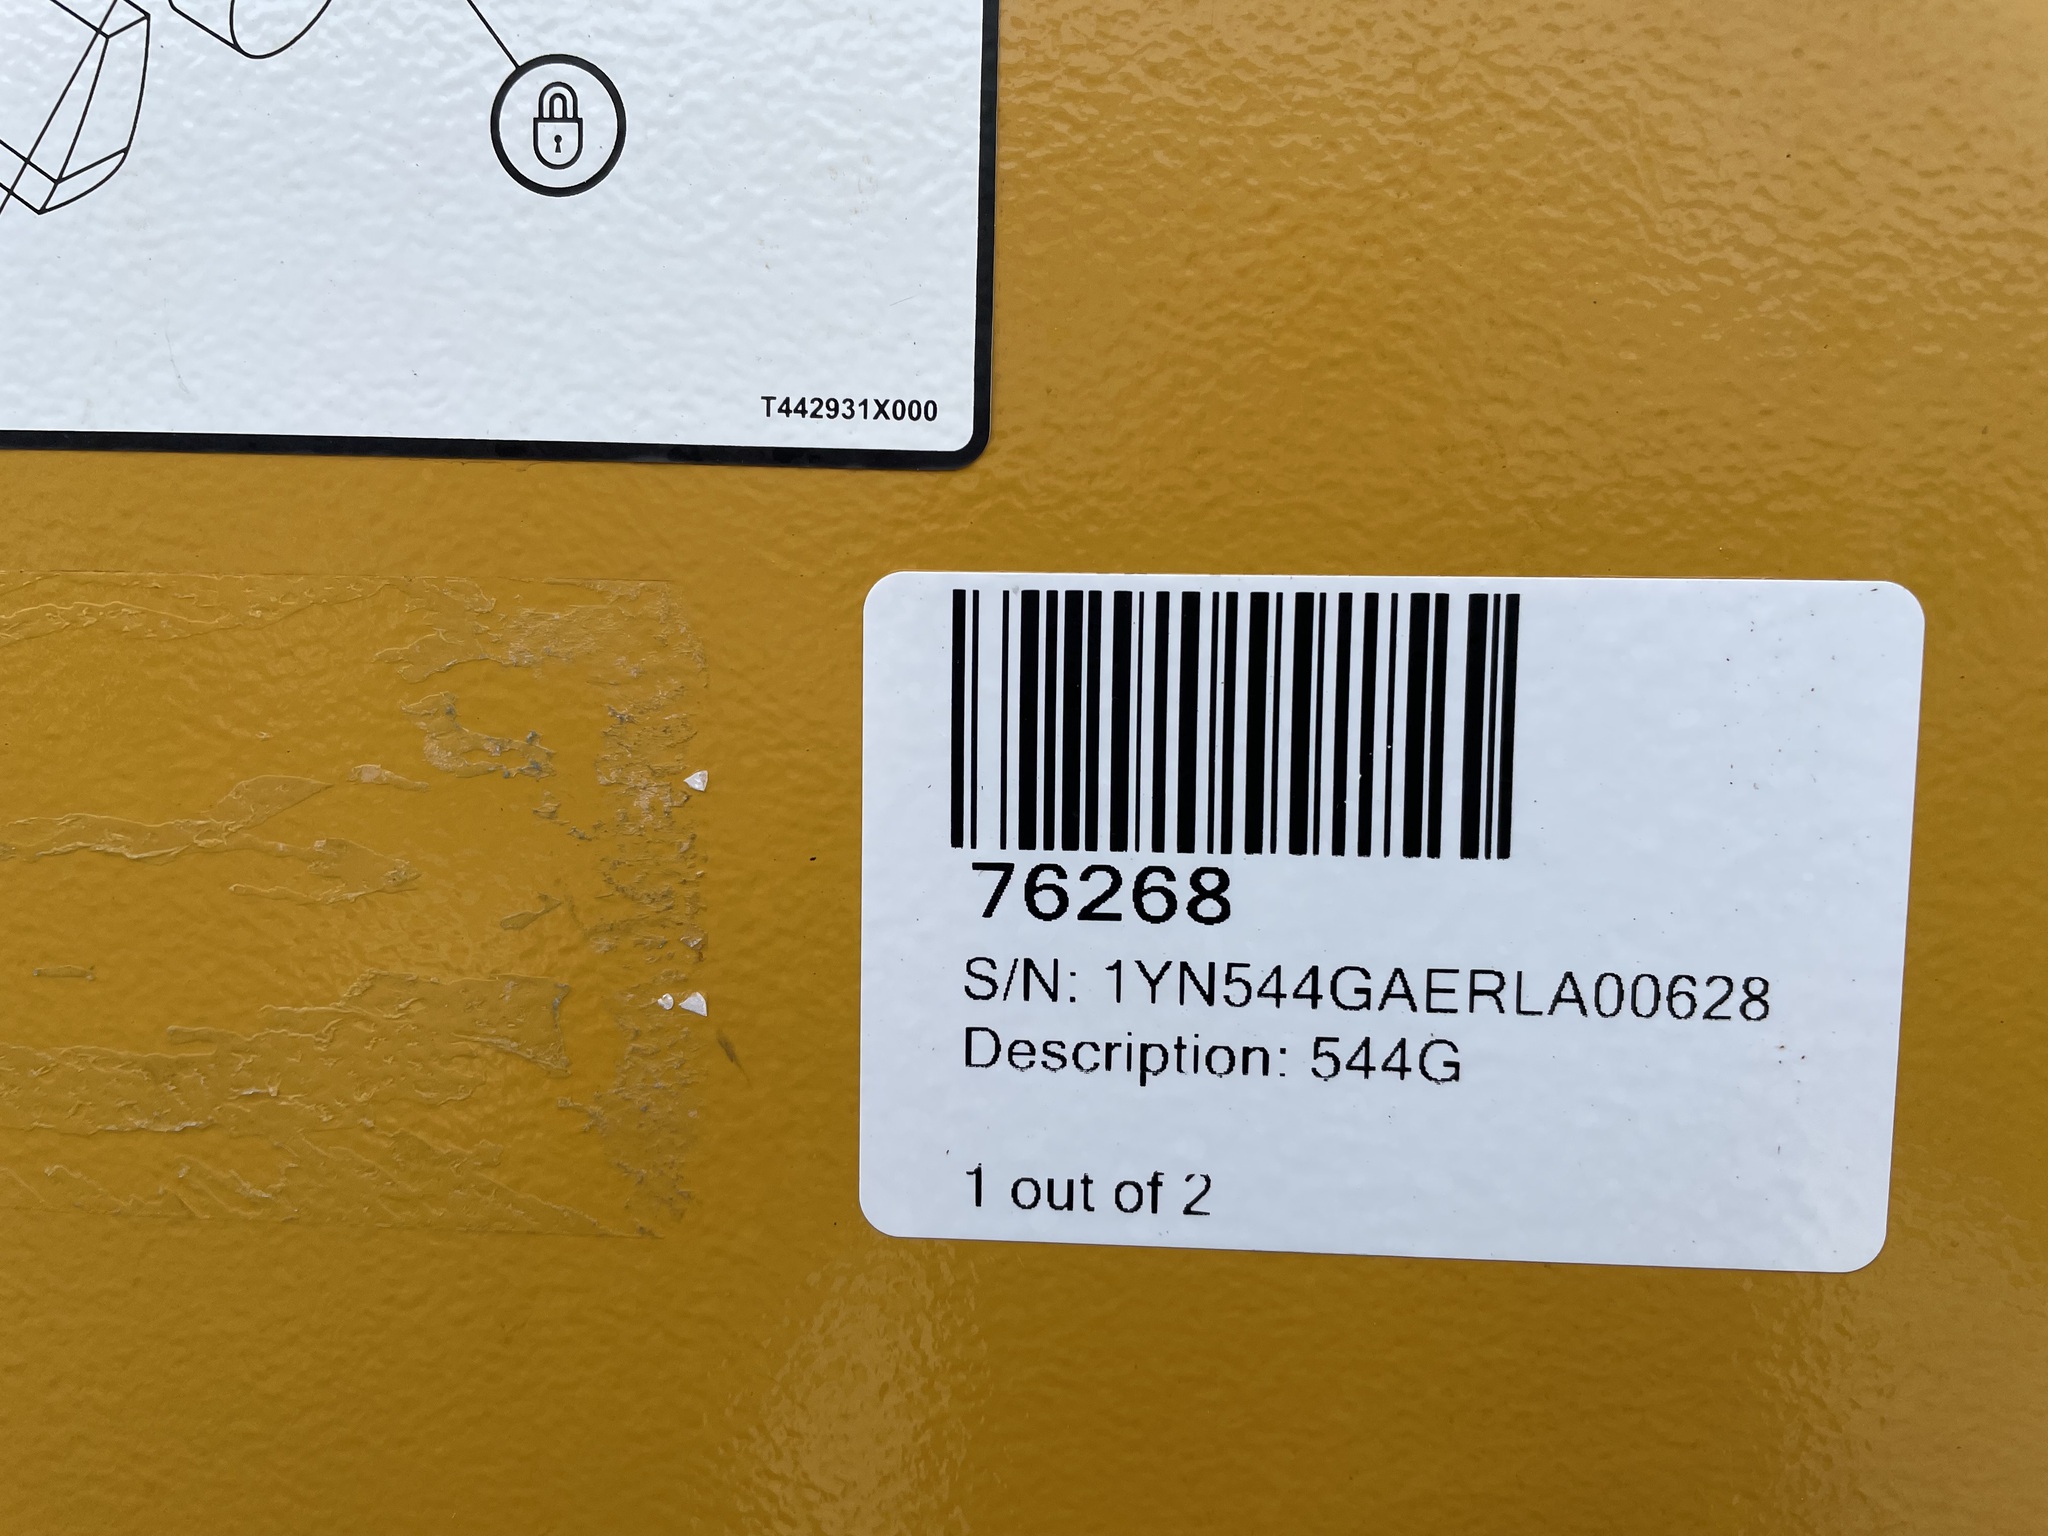 T442931X000
76268
S/N: 1YN544GAERLA00628
Description: 544G
1 out of 2